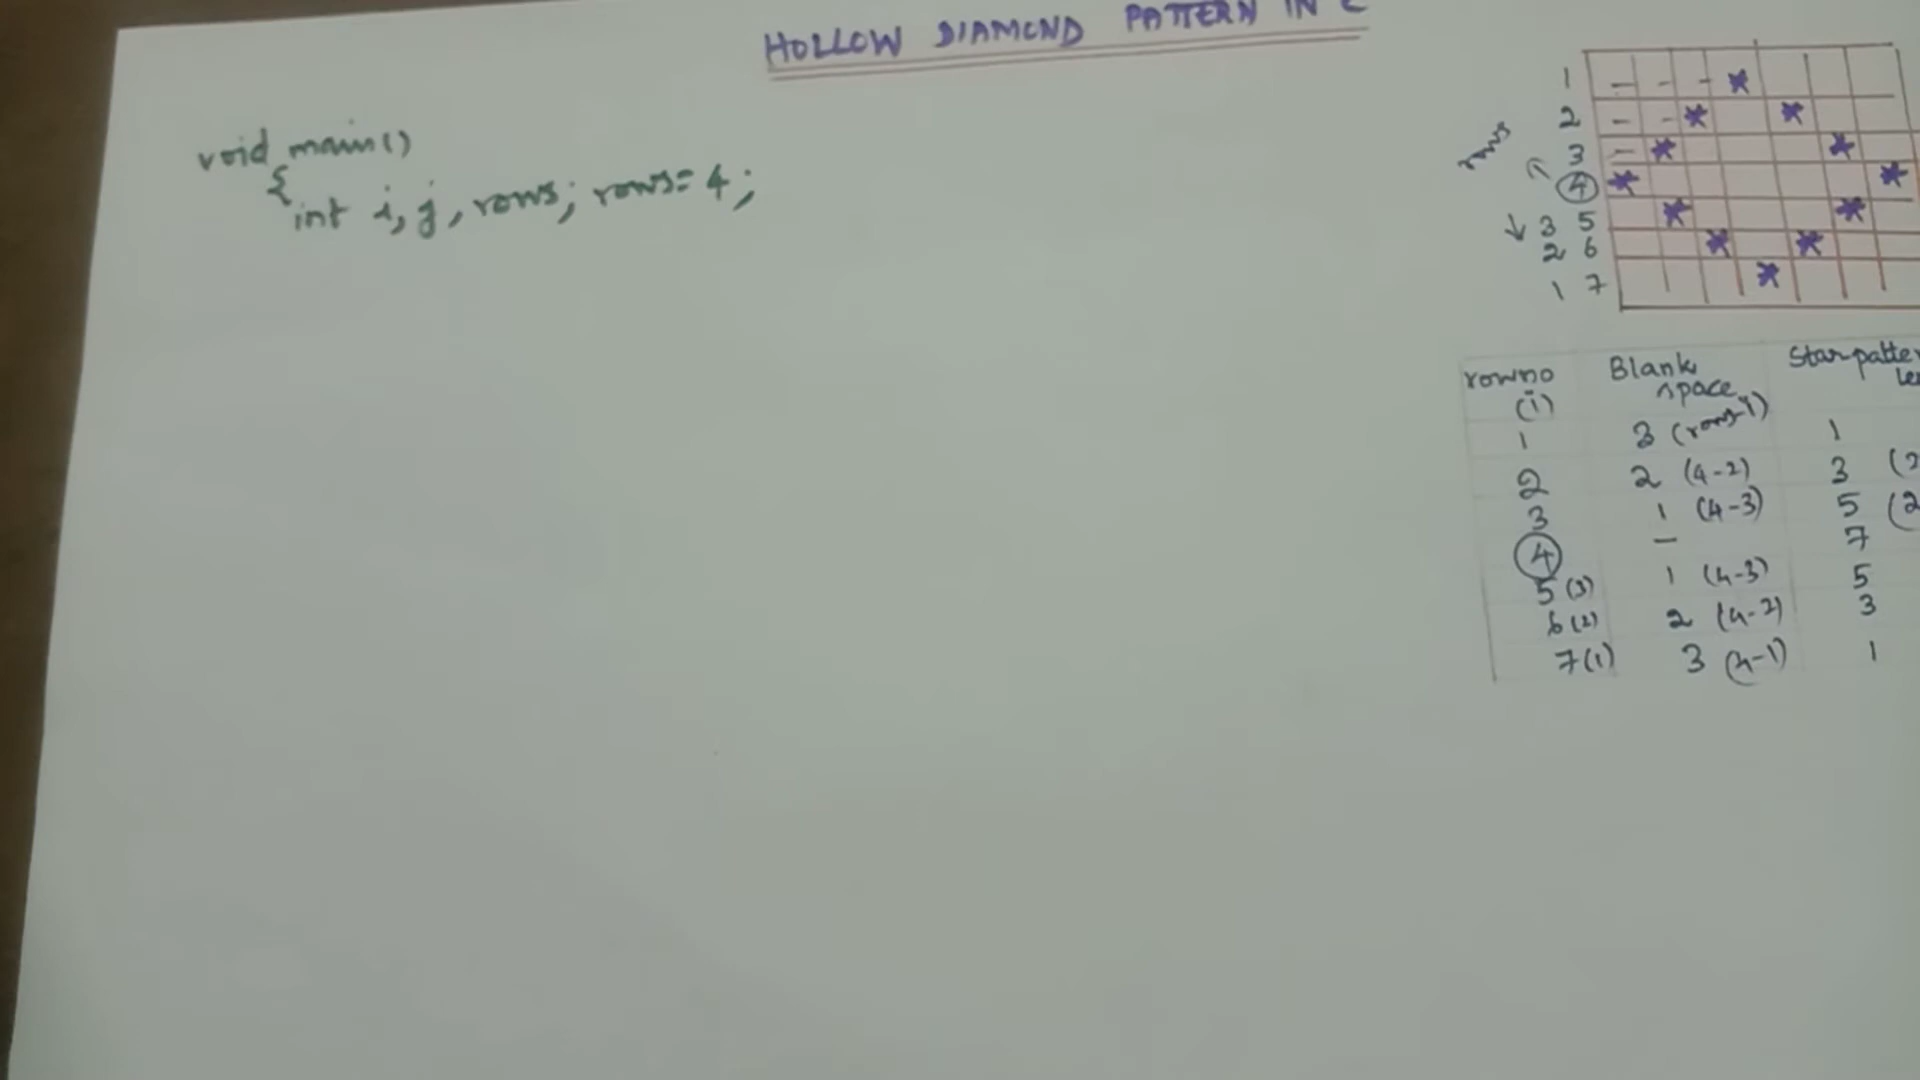 HOLLOW DIAMOND PATTERN IN C
void main()
{
int i, j, rows; rows=4;
rows
1 - - - *
2 - - * *
3 - * *
4 * *
↓ 3 5 * *
2 6 * *
1 7 *
rowno (i) Blank space Star patter
1 3 (rows-i) 1
2 2 (4-2) 3 (2
3 1 (4-3) 5 (2
4 - 7
5 (3) 1 (4-3) 5
6 (2) 2 (4-2) 3
7 (1) 3 (4-1) 1